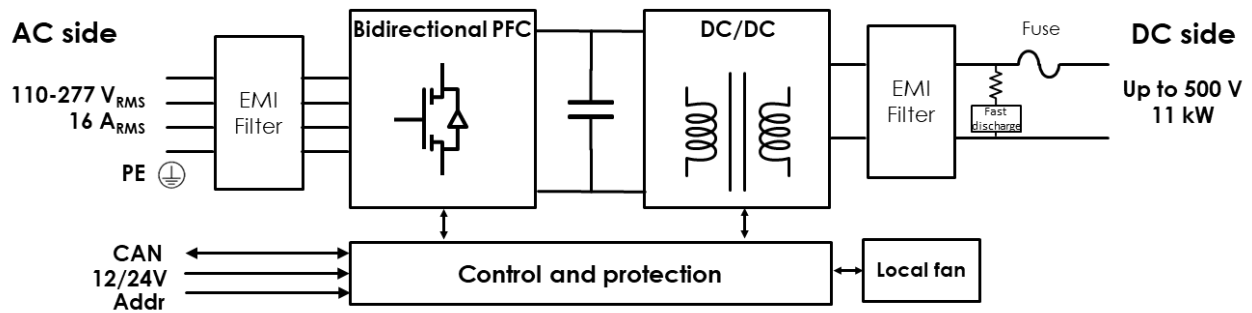 AC side
110-277 VRMS
16 ARMS
PE
EMI
Filter
Bidirectional PFC
DC/DC
EMI
Filter
Fuse
Fast
discharge
DC side
Up to 500 V
11 kW
CAN
12/24V
Addr
Control and protection
Local fan